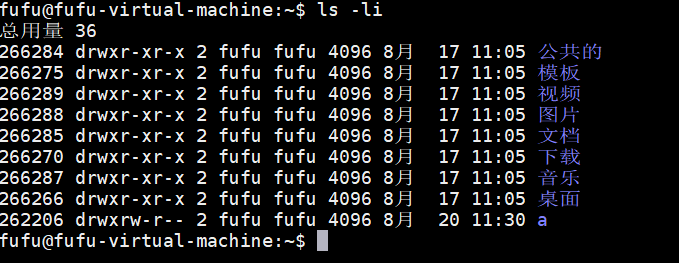 fufu@fufu-virtual-machine:~$ ls -li
总用量 36
266284 drwxr-xr-x 2 fufu fufu 4096 8月  17 11:05 公共的
266275 drwxr-xr-x 2 fufu fufu 4096 8月  17 11:05 模板
266289 drwxr-xr-x 2 fufu fufu 4096 8月  17 11:05 视频
266288 drwxr-xr-x 2 fufu fufu 4096 8月  17 11:05 图片
266285 drwxr-xr-x 2 fufu fufu 4096 8月  17 11:05 文档
266270 drwxr-xr-x 2 fufu fufu 4096 8月  17 11:05 下载
266287 drwxr-xr-x 2 fufu fufu 4096 8月  17 11:05 音乐
266266 drwxr-xr-x 2 fufu fufu 4096 8月  17 11:05 桌面
262206 drwxrw-r-- 2 fufu fufu 4096 8月  20 11:30 a
fufu@fufu-virtual-machine:~$